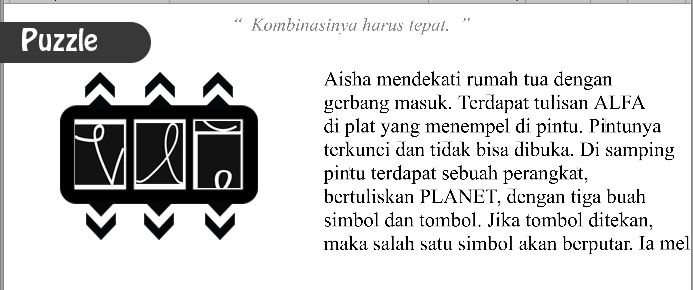 “ Kombinasinya harus tepat. ”
Puzzle
Aisha mendekati rumah tua dengan
gerbang masuk. Terdapat tulisan ALFA
di plat yang menempel di pintu. Pintunya
terkunci dan tidak bisa dibuka. Di samping
pintu terdapat sebuah perangkat,
bertuliskan PLANET, dengan tiga buah
simbol dan tombol. Jika tombol ditekan,
maka salah satu simbol akan berputar. Ia mel